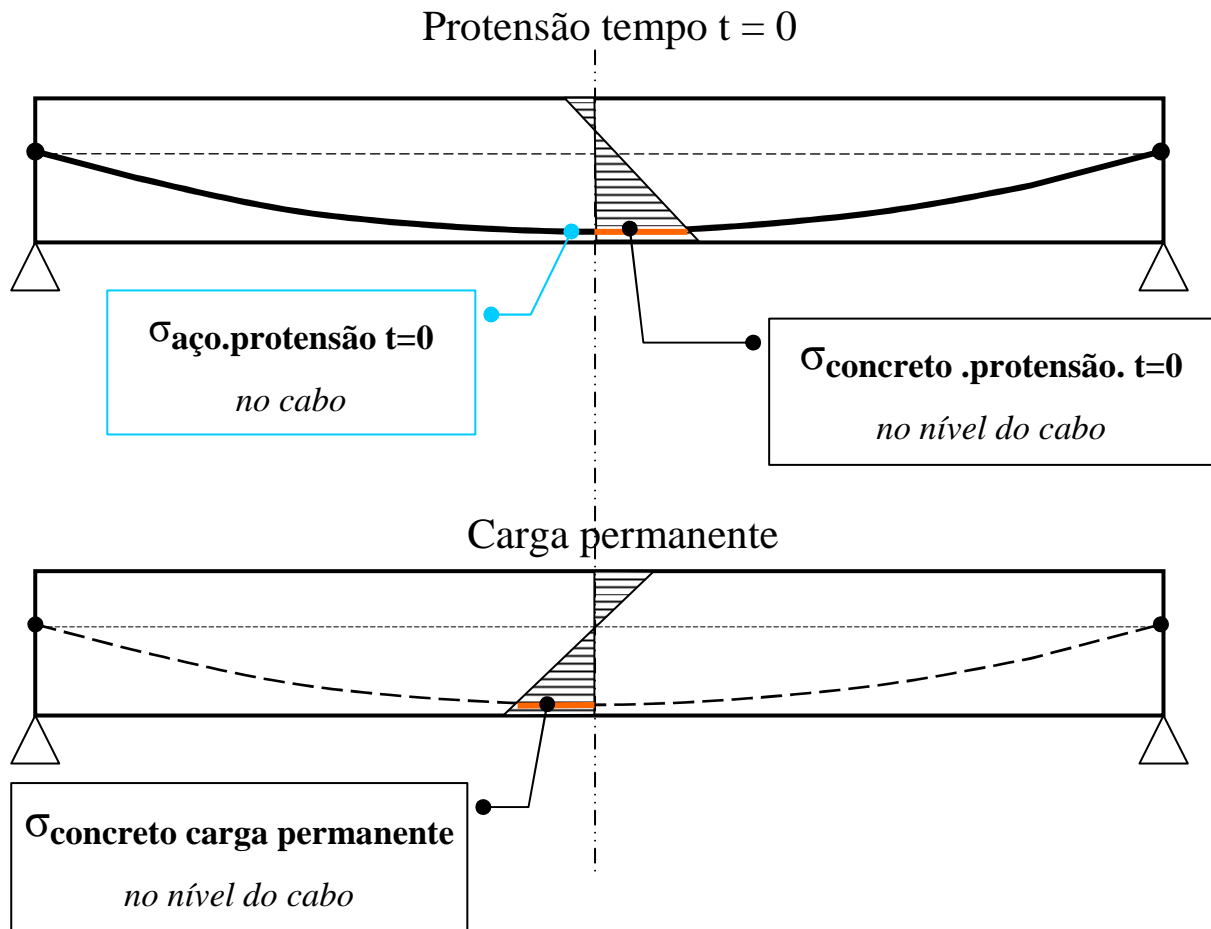 Protensão tempo t = 0
σaço.protensão t=0
no cabo
σconcreto .protensão. t=0
no nível do cabo
Carga permanente
σconcreto carga permanente
no nível do cabo